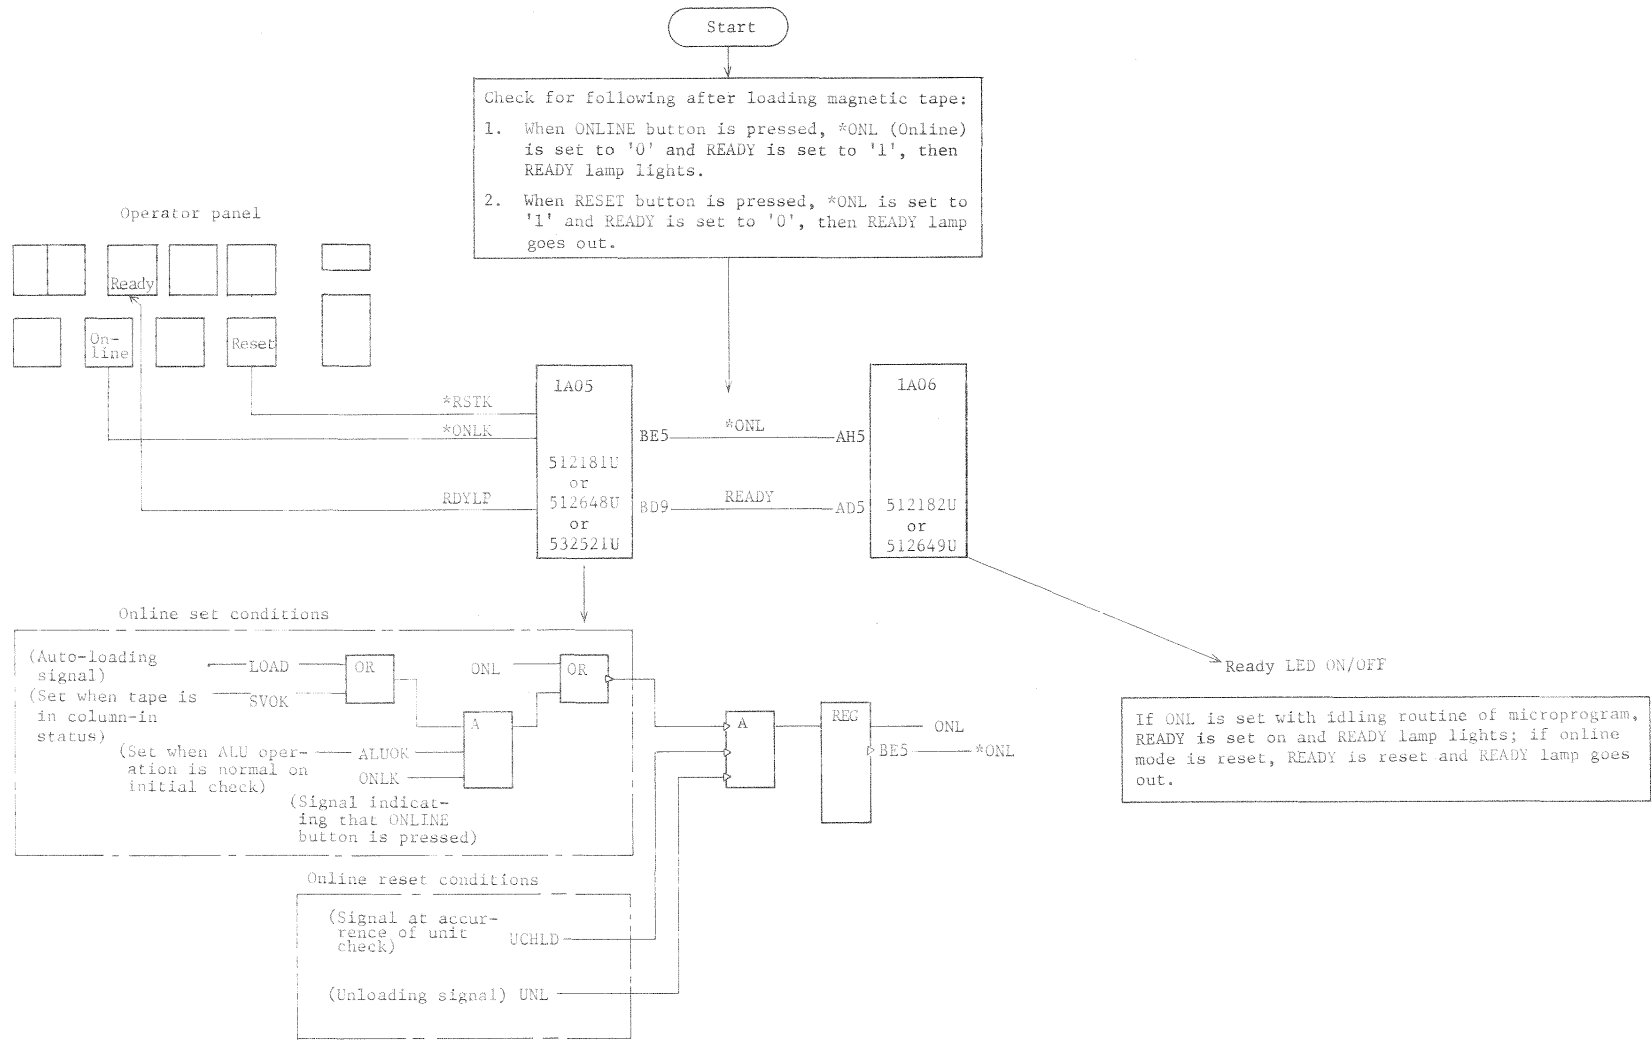 Start
Check for following after loading magnetic tape:
1. When ONLINE button is pressed, *ONL (Online)
is set to '0' and READY is set to '1', then
READY lamp lights.
2. When RESET button is pressed, *ONL is set to
'1' and READY is set to '0', then READY lamp
goes out.
Operator panel
Ready
On-
line
Reset
*RSTK
*ONLK
RDYLP
1A05
512181U
or
512648U
or
532521U
BE5
*ONL
AH5
BD9
READY
AD5
1A06
512182U
or
512649U
Online set conditions
(Auto-loading
signal)
LOAD
OR
(Set when tape is
in column-in
status)
SVOK
ONL
OR
A
(Set when ALU oper-
ation is normal on
initial check)
ALUOK
ONLK
(Signal indicat-
ing that ONLINE
button is pressed)
A
REG
ONL
BE5
*ONL
Ready LED ON/OFF
If ONL is set with idling routine of microprogram,
READY is set on and READY lamp lights; if online
mode is reset, READY is reset and READY lamp goes
out.
Online reset conditions
(Signal at accur-
rence of unit
check)
UCHLD
(Unloading signal) UNL